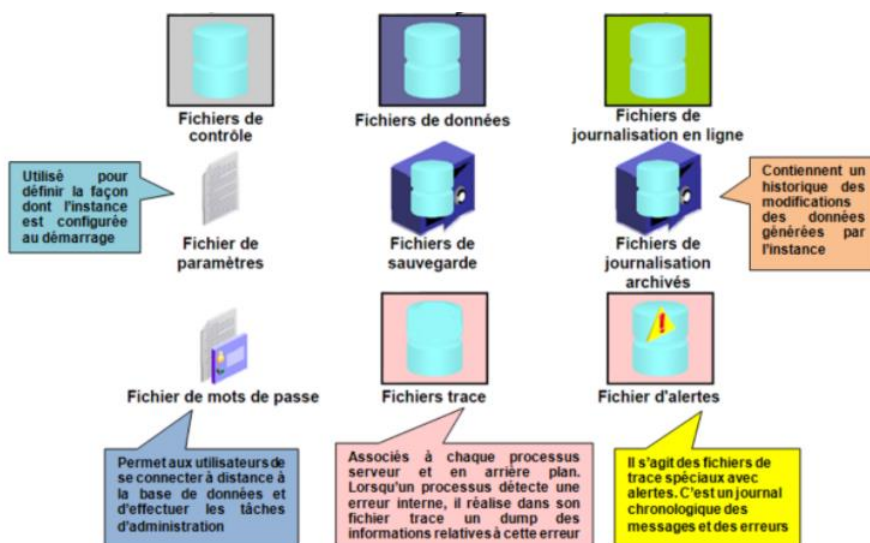 Fichiers de
contrôle
Fichiers de données
Fichiers de
journalisation en ligne
Utilisé pour
définir la façon
dont l'instance
est configurée
au démarrage
Fichier de
paramètres
Fichiers de
sauvegarde
Fichiers de
journalisation
archivés
Contiennent un
historique des
modifications
des données
générées par
l'instance
Fichier de mots de passe
Fichiers trace
Fichier d'alertes
Permet aux utilisateurs de
se connecter à distance à
la base de données et
d'effectuer les tâches
d'administration
Associés à chaque processus
serveur et en arrière plan.
Lorsqu'un processus détecte une
erreur interne, il réalise dans son
fichier trace un dump des
informations relatives à cette erreur
Il s'agit des fichiers de
trace spéciaux avec
alertes. C'est un journal
chronologique des
messages et des erreurs